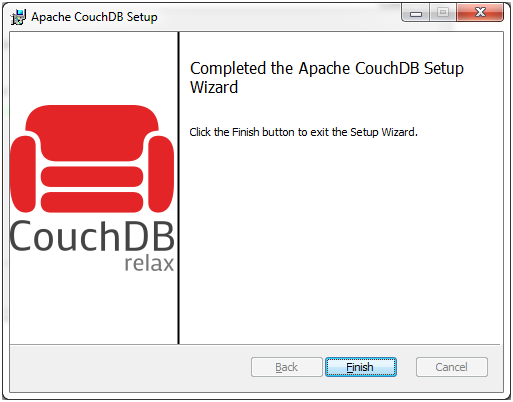 Apache CouchDB Setup
Completed the Apache CouchDB Setup
Wizard
Click the Finish button to exit the Setup Wizard.
CouchDB
relax
Back
Finish
Cancel